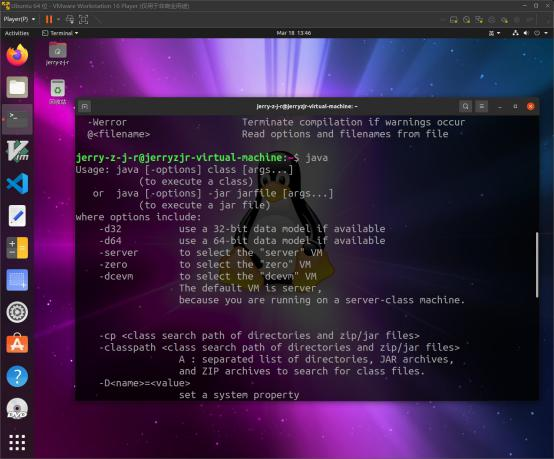 Ubuntu 64 位 - VMware Workstation 16 Player (仅用于非商业用途)
Player(P)
Activities
Terminal
Mar 18 13:46
英
jerry-z-j-r
回收站
jerry-z-j-r@jerryzjr-virtual-machine: ~
-Werror Terminate compilation if warnings occur
@<filename> Read options and filenames from file
jerry-z-j-r@jerryzjr-virtual-machine:~$ java
Usage: java [-options] class [args...]
(to execute a class)
or java [-options] -jar jarfile [args...]
(to execute a jar file)
where options include:
-d32 use a 32-bit data model if available
-d64 use a 64-bit data model if available
-server to select the "server" VM
-zero to select the "zero" VM
-dcevm to select the "dcevm" VM
The default VM is server,
because you are running on a server-class machine.
-cp <class search path of directories and zip/jar files>
-classpath <class search path of directories and zip/jar files>
A : separated list of directories, JAR archives,
and ZIP archives to search for class files.
-D<name>=<value>
set a system property
DVD